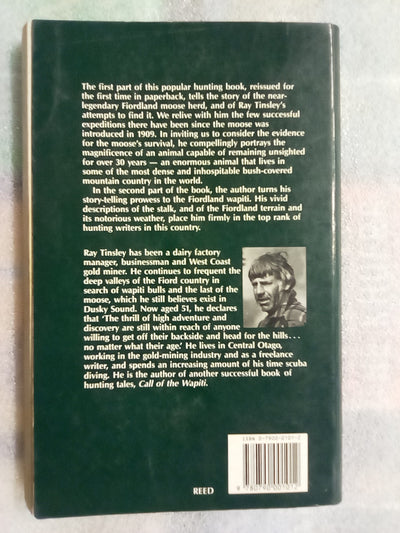 The first part of this popular hunting book, reissued for
the first time in paperback, tells the story of the near-
legendary Fiordland moose herd, and of Ray Tinsley's
attempts to find it. We relive with him the few successful
expeditions there have been since the moose was
introduced in 1909. In inviting us to consider the evidence
for the moose's survival, he compellingly portrays the
magnificence of an animal capable of remaining unsighted
for over 30 years — an enormous animal that lives in
some of the most dense and inhospitable bush-covered
mountain country in the world.
In the second part of the book, the author turns his
story-telling prowess to the Fiordland wapiti. His vivid
descriptions of the stalk, and of the Fiordland terrain and
its notorious weather, place him firmly in the top rank of
hunting writers in this country.
Ray Tinsley has been a dairy factory
manager, businessman and West Coast
gold miner. He continues to frequent the
deep valleys of the Fiord country in
search of wapiti bulls and the last of the
moose, which he still believes exist in
Dusky Sound. Now aged 51, he declares
that 'The thrill of high adventure and
discovery are still within reach of anyone
willing to get off their backside and head for the hills...
no matter what their age.' He lives in Central Otago,
working in the gold-mining industry and as a freelance
writer, and spends an increasing amount of his time scuba
diving. He is the author of another successful book of
hunting tales, Call of the Wapiti.
REED